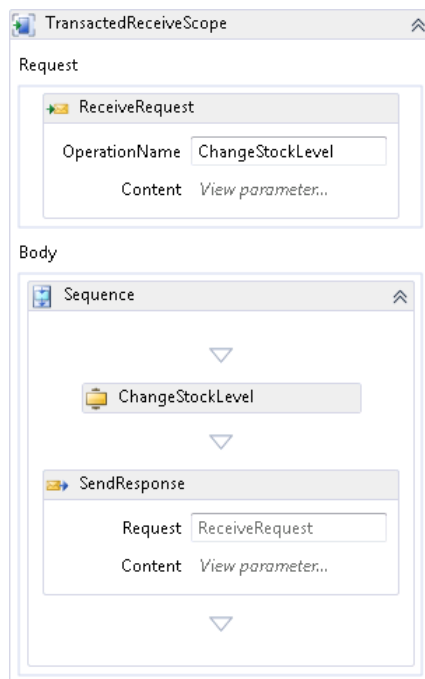 TransactedReceiveScope
Request
ReceiveRequest
OperationName ChangeStockLevel
Content View parameter...
Body
Sequence
ChangeStockLevel
SendResponse
Request ReceiveRequest
Content View parameter...